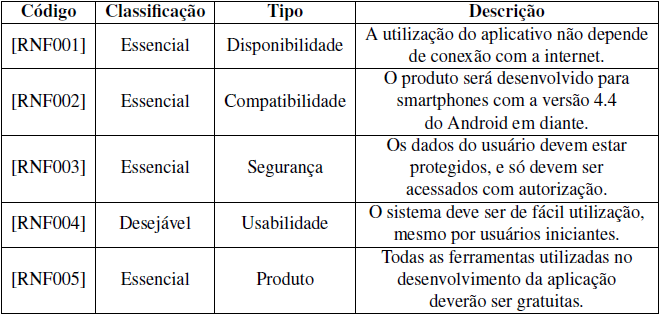 Código Classificação Tipo Descrição
[RNF001] Essencial Disponibilidade A utilização do aplicativo não depende
de conexão com a internet.
[RNF002] Essencial Compatibilidade O produto será desenvolvido para
smartphones com a versão 4.4
do Android em diante.
[RNF003] Essencial Segurança Os dados do usuário devem estar
protegidos, e só devem ser
acessados com autorização.
[RNF004] Desejável Usabilidade O sistema deve ser de fácil utilização,
mesmo por usuários iniciantes.
[RNF005] Essencial Produto Todas as ferramentas utilizadas no
desenvolvimento da aplicação
deverão ser gratuitas.